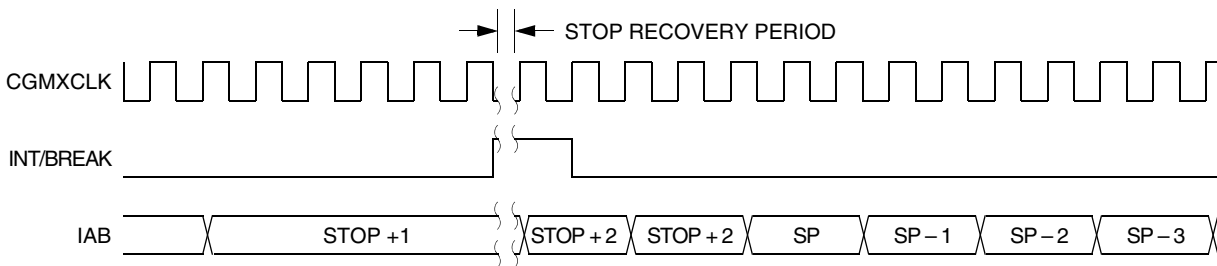 STOP RECOVERY PERIOD
CGMXCLK
INT/BREAK
IAB STOP +1 STOP + 2 STOP + 2 SP SP – 1 SP – 2 SP – 3